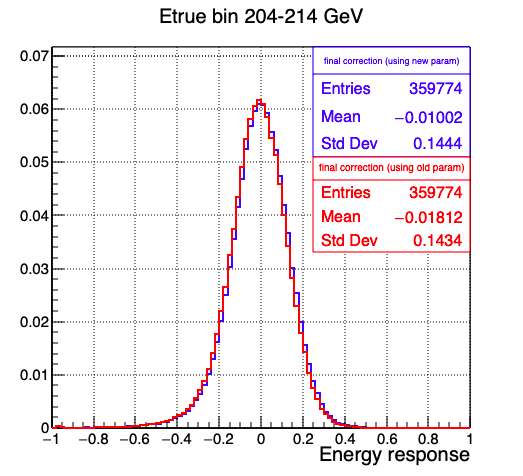 Etrue bin 204-214 GeV
0.07
0.06
0.05
0.04
0.03
0.02
0.01
0
final correction (using new param)
Entries 359774
Mean −0.01002
Std Dev 0.1444
final correction (using old param)
Entries 359774
Mean −0.01812
Std Dev 0.1434
−1 −0.8 −0.6 −0.4 −0.2 0 0.2 0.4 0.6 0.8 1
Energy response